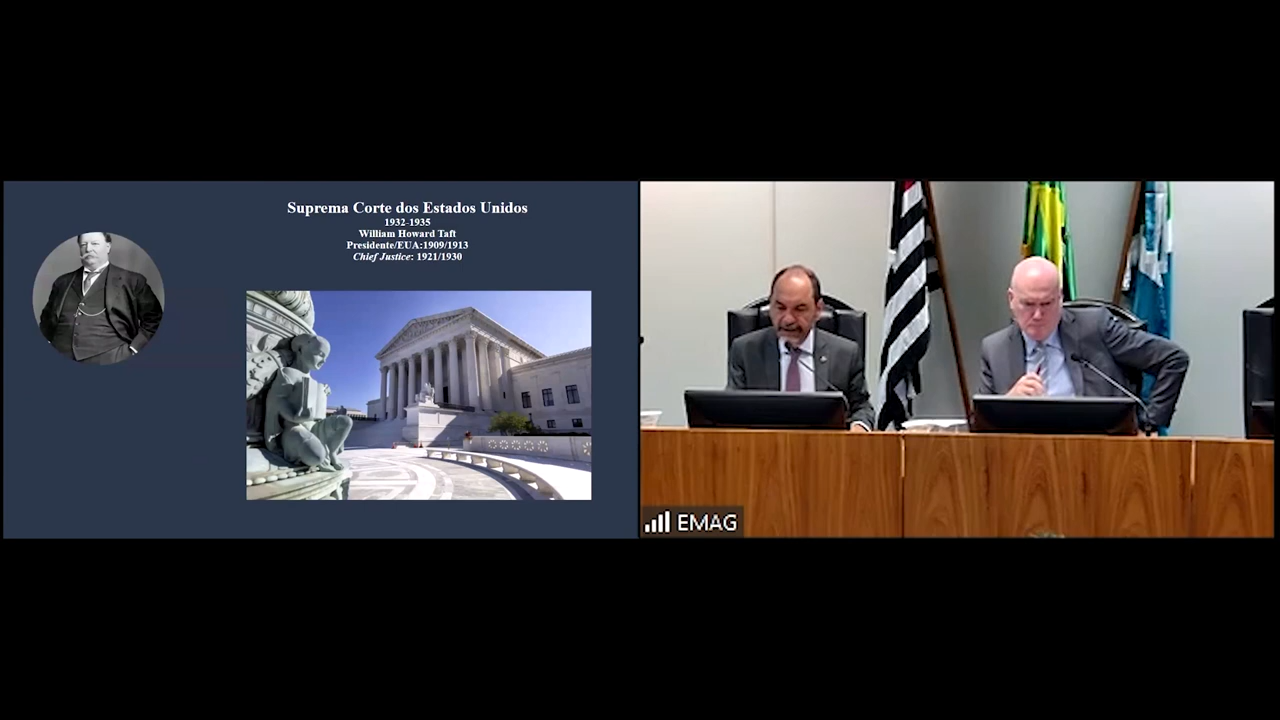 Suprema Corte dos Estados Unidos
1932-1935
William Howard Taft
Presidente/EUA:1909/1913
Chief Justice: 1921/1930
EMAG